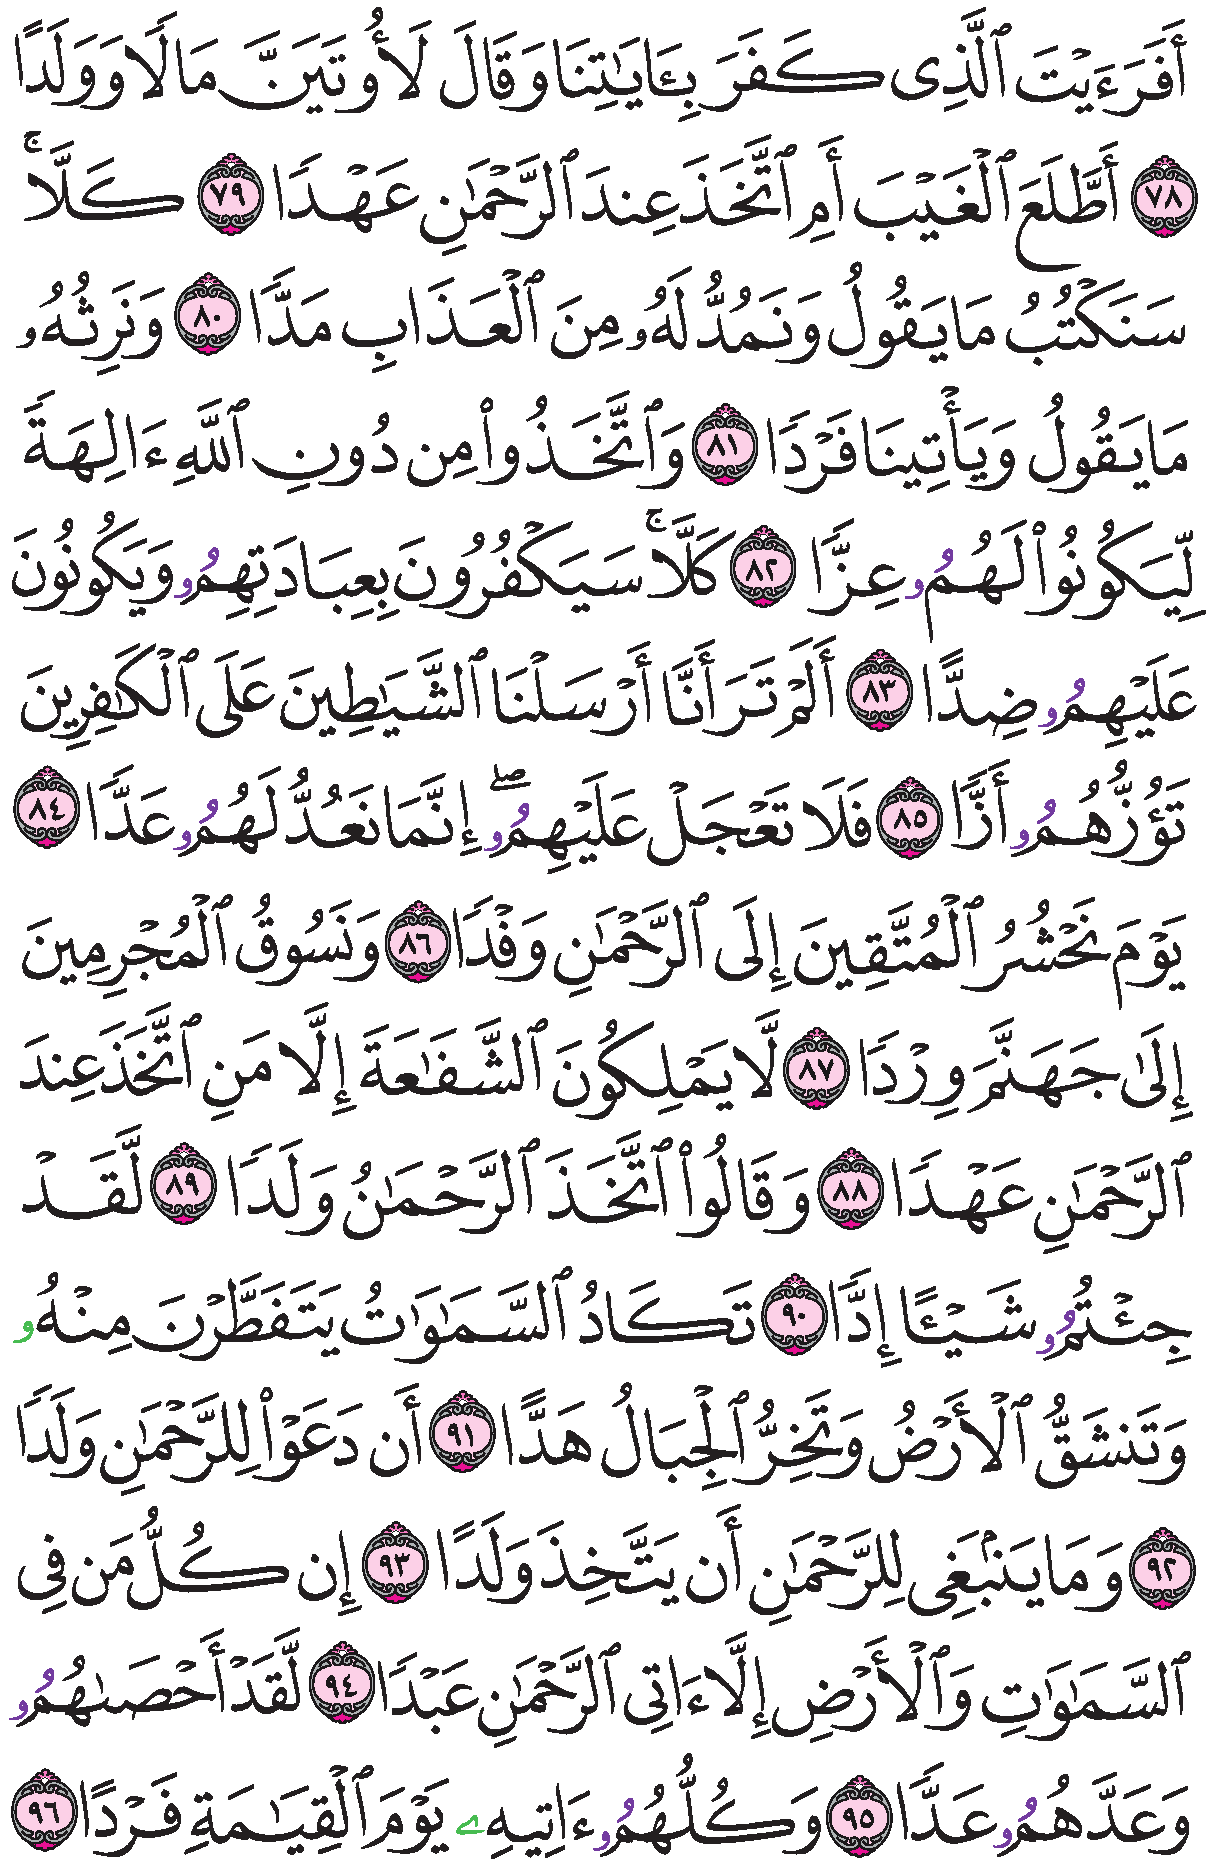 أَفَرَءَيْتَ ٱلَّذِى كَفَرَ بِـَٔايَـٰتِنَا وَقَالَ لَأُوتَيَنَّ مَالًا وَوَلَدًا
٧٨ أَطَّلَعَ ٱلْغَيْبَ أَمِ ٱتَّخَذَ عِندَ ٱلرَّحْمَـٰنِ عَهْدًا ٧٩ كَلَّا ۚ
سَنَكْتُبُ مَا يَقُولُ وَنَمُدُّ لَهُۥ مِنَ ٱلْعَذَابِ مَدًّا ٨٠ وَنَرِثُهُۥ
مَا يَقُولُ وَيَأْتِينَا فَرْدًا ٨١ وَٱتَّخَذُوا۟ مِن دُونِ ٱللَّهِ ءَالِهَةً
لِّيَكُونُوا۟ لَهُمُۥ عِزًّا ٨٢ كَلَّا ۚ سَيَكْفُرُونَ بِعِبَادَتِهِمُۥ وَيَكُونُونَ
عَلَيْهِمُۥ ضِدًّا ٨٣ أَلَمْ تَرَ أَنَّا أَرْسَلْنَا ٱلشَّيَـٰطِينَ عَلَى ٱلْكَـٰفِرِينَ
تَؤُزُّهُمُۥ أَزًّا ٨٥ فَلَا تَعْجَلْ عَلَيْهِمُۥ ۖ إِنَّمَا نَعُدُّ لَهُمُۥ عَدًّا ٨٤
يَوْمَ نَحْشُرُ ٱلْمُتَّقِينَ إِلَى ٱلرَّحْمَـٰنِ وَفْدًا ٨٦ وَنَسُوقُ ٱلْمُجْرِمِينَ
إِلَىٰ جَهَنَّمَ وِرْدًا ٨٧ لَّا يَمْلِكُونَ ٱلشَّفَـٰعَةَ إِلَّا مَنِ ٱتَّخَذَ عِندَ
ٱلرَّحْمَـٰنِ عَهْدًا ٨٨ وَقَالُوا۟ ٱتَّخَذَ ٱلرَّحْمَـٰنُ وَلَدًا ٨٩ لَّقَدْ
جِئْتُمُۥ شَيْـًٔا إِدًّا ٩٠ تَكَادُ ٱلسَّمَـٰوَٰتُ يَتَفَطَّرْنَ مِنْهُۥ
وَتَنشَقُّ ٱلْأَرْضُ وَتَخِرُّ ٱلْجِبَالُ هَدًّا ٩١ أَن دَعَوْا۟ لِلرَّحْمَـٰنِ وَلَدًا
٩٢ وَمَا يَنۢبَغِى لِلرَّحْمَـٰنِ أَن يَتَّخِذَ وَلَدًا ٩٣ إِن كُلُّ مَن فِى
ٱلسَّمَـٰوَٰتِ وَٱلْأَرْضِ إِلَّا ءَاتِى ٱلرَّحْمَـٰنِ عَبْدًا ٩٤ لَّقَدْ أَحْصَىٰهُمُۥ
وَعَدَّهُمُۥ عَدًّا ٩٥ وَكُلُّهُمُۥ ءَاتِيهِۦ يَوْمَ ٱلْقِيَـٰمَةِ فَرْدًا ٩٦